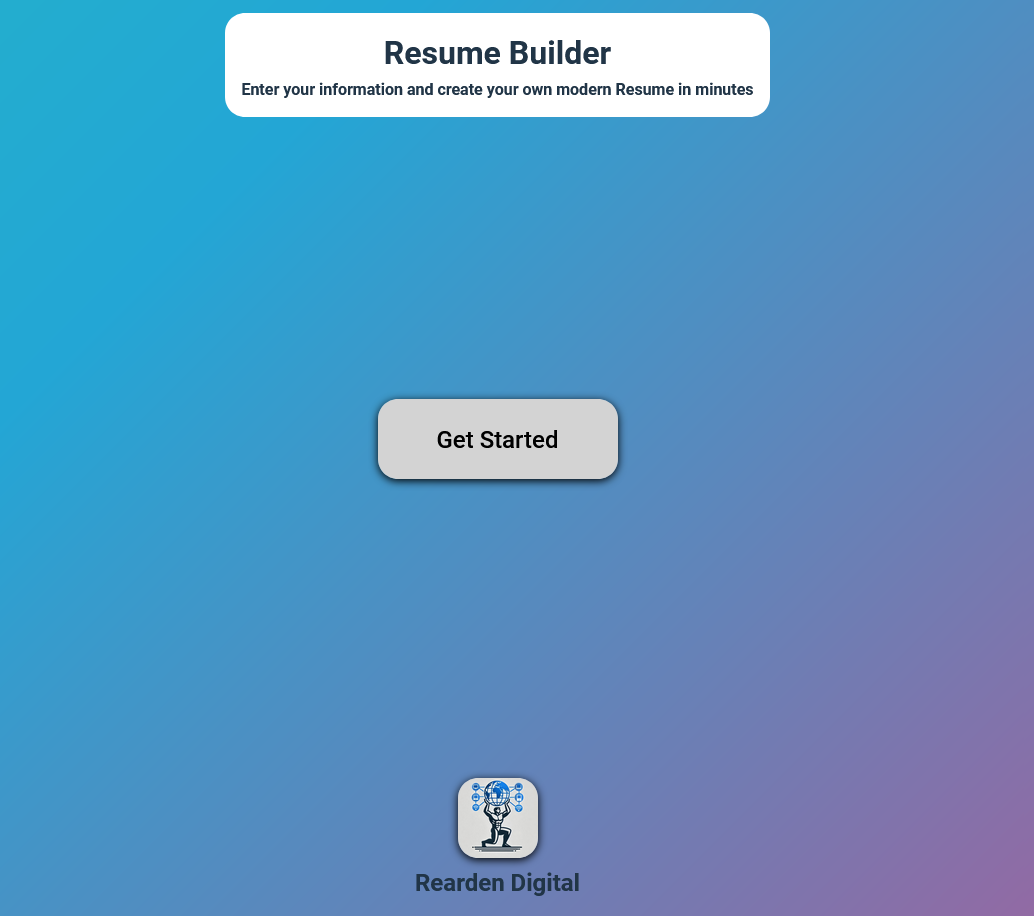 Resume Builder
Enter your information and create your own modern Resume in minutes
Get Started
Rearden Digital